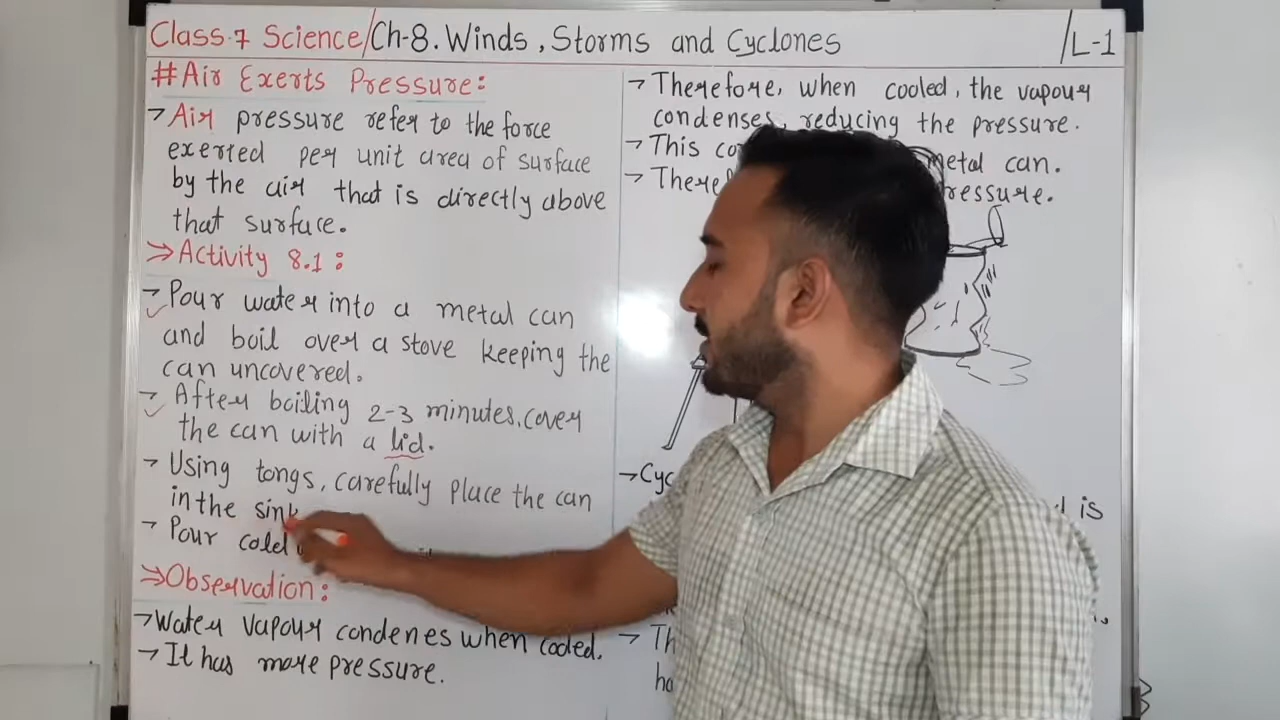 Class-7 Science/Ch-8. Winds, Storms and Cyclones /L-1
#Air Exerts Pressure:
→ Air pressure refer to the force
exerted per unit area of surface
by the air that is directly above
that surface.
⇒ Activity 8.1:
→ Pour water into a metal can
and boil over a stove keeping the
can uncovered.
→ After boiling 2-3 minutes, cover
the can with a lid.
→ Using tongs, carefully place the can
in the sink
→ Pour cold
⇒ Observation:
→ Water vapour condenes when cooled.
→ It has more pressure.
→ Therefore, when cooled, the vapour
condenses, reducing the pressure.
→ This metal can.
→
is
→